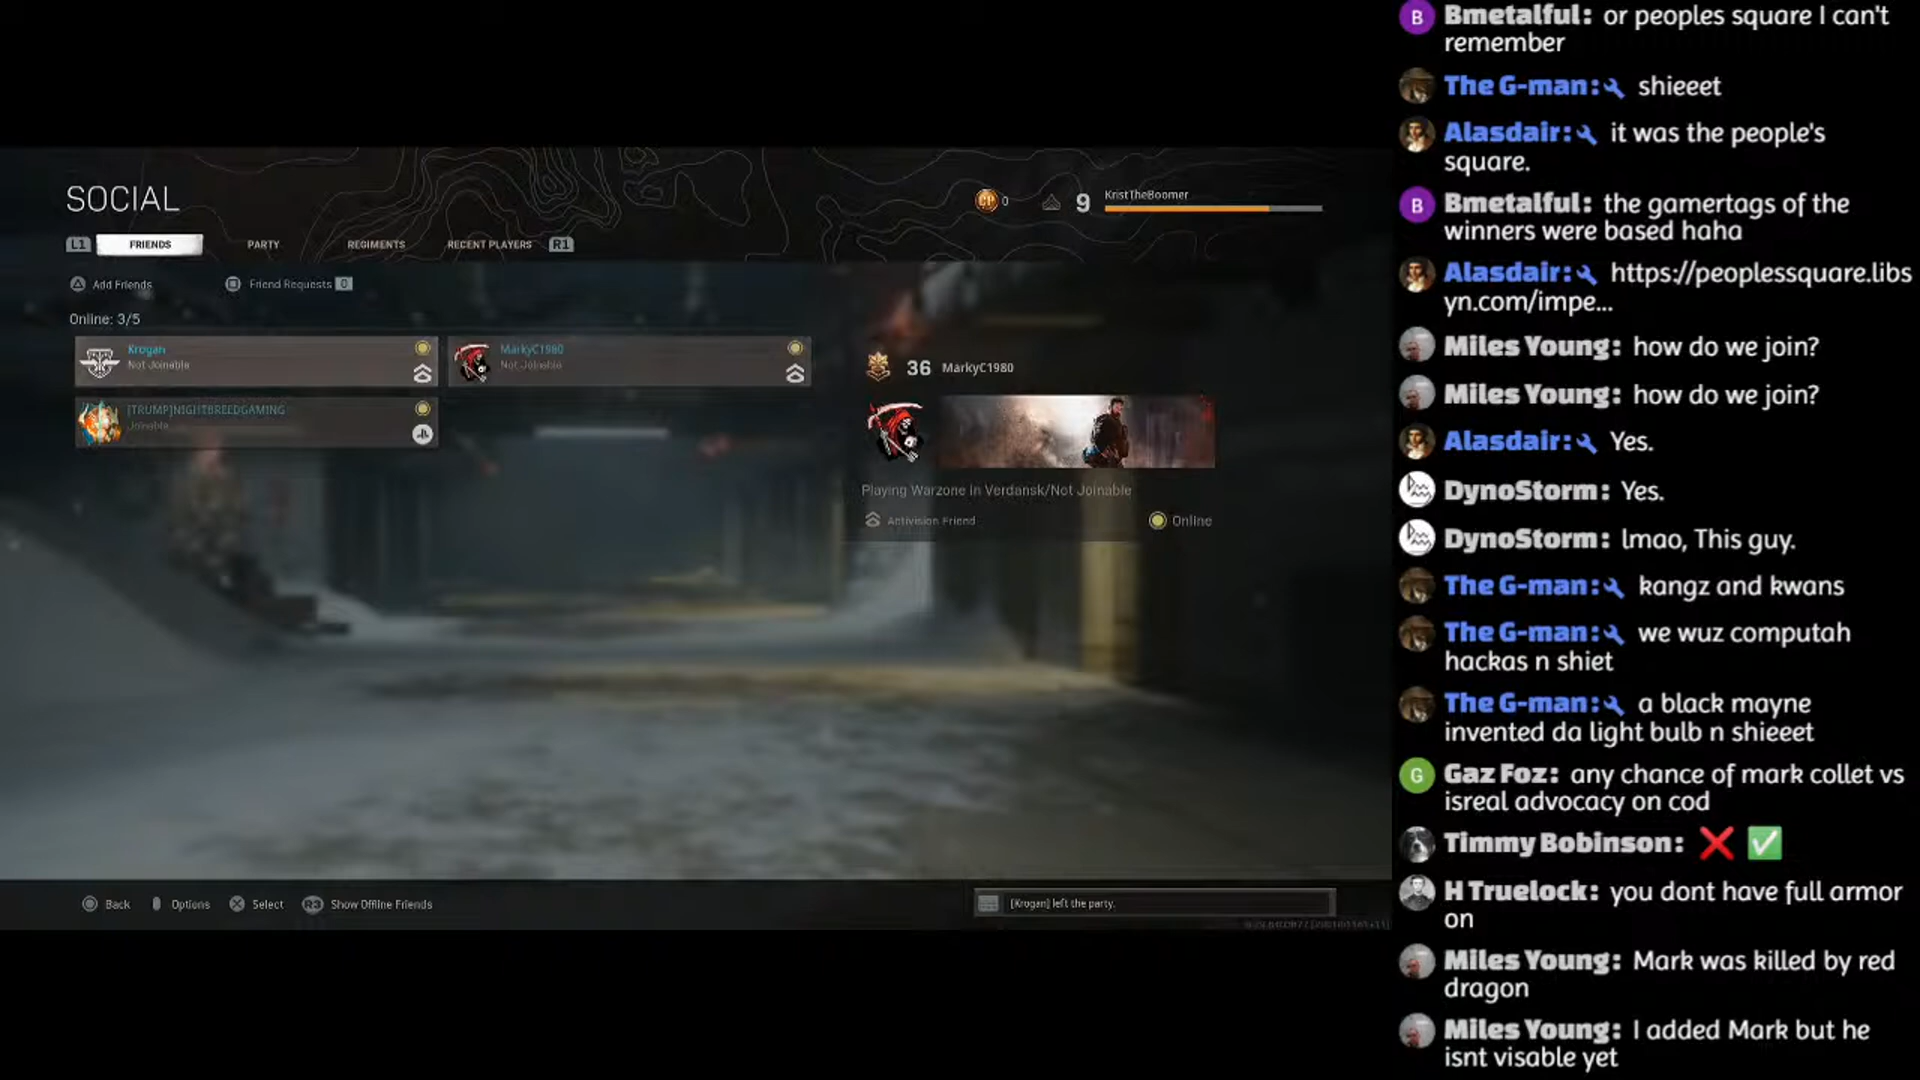 SOCIAL
CP 0
9
KristTheBoomer
L1 FRIENDS PARTY REGIMENTS RECENT PLAYERS R1
Add Friends
Friend Requests 0
Online: 3/5
Krogan
Not Joinable
MarkyC1980
Not Joinable
[TRUMP]NIGHTBREEDGAMING
Joinable
36 MarkyC1980
Playing Warzone in Verdansk/Not Joinable
Activision Friend
Online
Back Options Select R3 Show Offline Friends
[Krogan] left the party.
B Bmetalful: or peoples square I can't
remember
The G-man: shieeet
Alasdair: it was the people's
square.
B Bmetalful: the gamertags of the
winners were based haha
Alasdair: https://peoplessquare.libs
yn.com/impe...
Miles Young: how do we join?
Miles Young: how do we join?
Alasdair: Yes.
DynoStorm: Yes.
DynoStorm: lmao, This guy.
The G-man: kangz and kwans
The G-man: we wuz computah
hackas n shiet
The G-man: a black mayne
invented da light bulb n shieeet
G Gaz Foz: any chance of mark collet vs
isreal advocacy on cod
Timmy Bobinson: ❌ ✅
H Truelock: you dont have full armor
on
Miles Young: Mark was killed by red
dragon
Miles Young: I added Mark but he
isnt visable yet